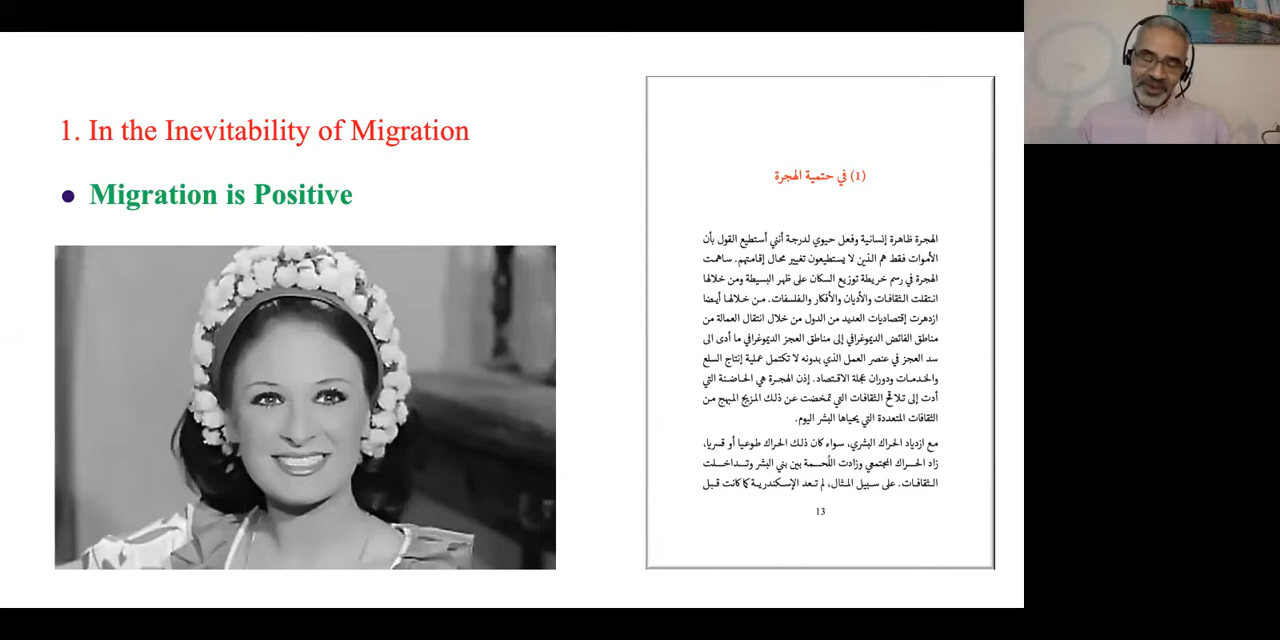 1. In the Inevitability of Migration
• Migration is Positive
(1) في حتمية الهجرة
الهجرة ظاهرة إنسانية وفعل حيوي لدرجة أنني أستطيع القول بأن
الأموات فقط هم الذين لا يستطيعون تغيير محال إقامتهم. ساهمت
الهجرة في رسم خريطة توزيع السكان على ظهر البسيطة ومن خلالها
انتقلت الثقافات والأديان والأفكار والفلسفات. من خلالها أيضا
ازدهرت إقتصاديات العديد من الدول من خلال انتقال العمالة من
مناطق الفائض الديموغرافي إلى مناطق العجز الديموغرافي ما أدى الى
سد العجز في عنصر العمل الذي بدونه لا تكتمل عملية إنتاج السلع
والخدمات ودوران عجلة الاقتصاد. إذن الهجرة هي الحاضنة التي
أدت إلى تلاقح الثقافات التي تمخضت عن ذلك المزيج المبهج من
الثقافات المتعددة التي يحياها البشر اليوم.
مع ازدياد الحراك البشري، سواء كان ذلك الحراك طوعيا أو قسريا،
زاد الحراك المجتمعي وزادت اللُحمة بين بني البشر وتداخلت
الثقافات. على سبيل المثال، لم تعد الإسكندرية كما كانت قبل
13